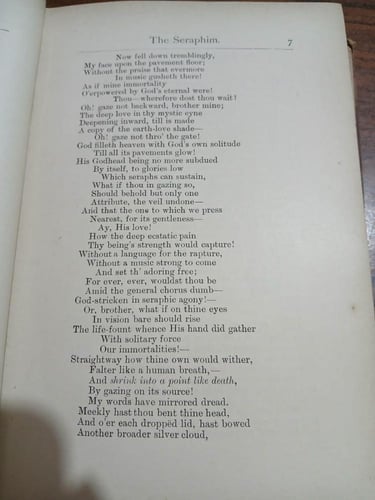 The Seraphim. 7
Now fell down tremblingly,
My face upon the pavement floor;
Without the praise that evermore
In music gusheth there!
As if mine immortality
O'erpowered by God's eternal were!
Thou—wherefore dost thou wait?
Oh! gaze not backward, brother mine;
The deep love in thy mystic eyne
Deepening inward, till is made
A copy of the earth-love shade—
Oh! gaze not thro' the gate!
God filleth heaven with God's own solitude
Till all its pavements glow!
His Godhead being no more subdued
By itself, to glories low
Which seraphs can sustain,
What if thou in gazing so,
Should behold but only one
Attribute, the veil undone—
And that the one to which we press
Nearest, for its gentleness—
Ay, His love!
How the deep ecstatic pain
Thy being's strength would capture!
Without a language for the rapture,
Without a music strong to come
And set th' adoring free;
For ever, ever, wouldst thou be
Amid the general chorus dumb—
God-stricken in seraphic agony!—
Or, brother, what if on thine eyes
In vision bare should rise
The life-fount whence His hand did gather
With solitary force
Our immortalities!—
Straightway how thine own would wither,
Falter like a human breath,—
And shrink into a point like death,
By gazing on its source!
My words have mirrored dread.
Meekly hast thou bent thine head,
And o'er each droppëd lid, hast bowed
Another broader silver cloud,